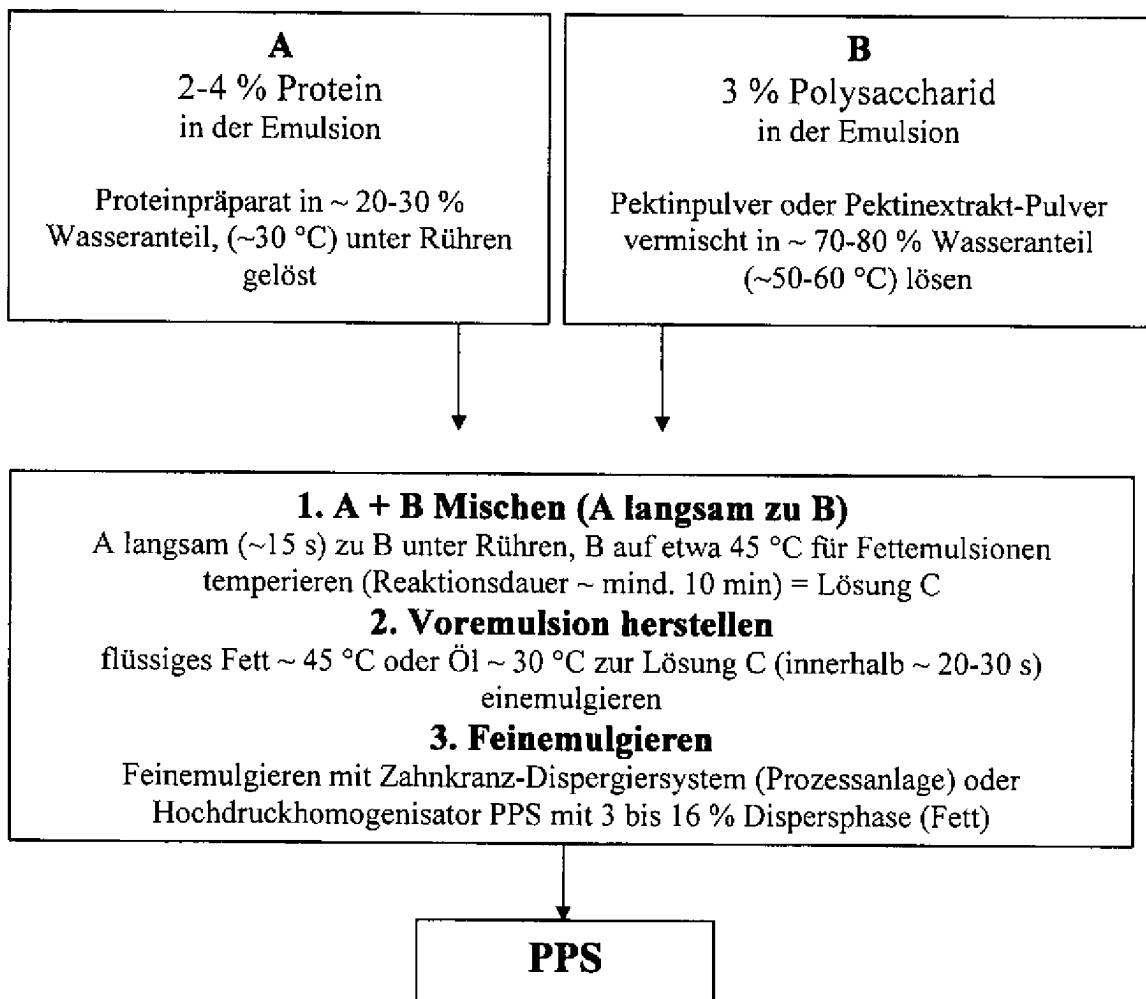 A
2-4 % Protein
in der Emulsion
Proteinpräparat in ~ 20-30 %
Wasseranteil, (~30 °C) unter Rühren
gelöst
B
3 % Polysaccharid
in der Emulsion
Pektinpulver oder Pektinextrakt-Pulver
vermischt in ~ 70-80 % Wasseranteil
(~50-60 °C) lösen
1. A + B Mischen (A langsam zu B)
A langsam (~15 s) zu B unter Rühren, B auf etwa 45 °C für Fettemulsionen
temperieren (Reaktionsdauer ~ mind. 10 min) = Lösung C
2. Voremulsion herstellen
flüssiges Fett ~ 45 °C oder Öl ~ 30 °C zur Lösung C (innerhalb ~ 20-30 s)
einemulgieren
3. Feinemulgieren
Feinemulgieren mit Zahnkranz-Dispergiersystem (Prozessanlage) oder
Hochdruckhomogenisator PPS mit 3 bis 16 % Dispersphase (Fett)
PPS